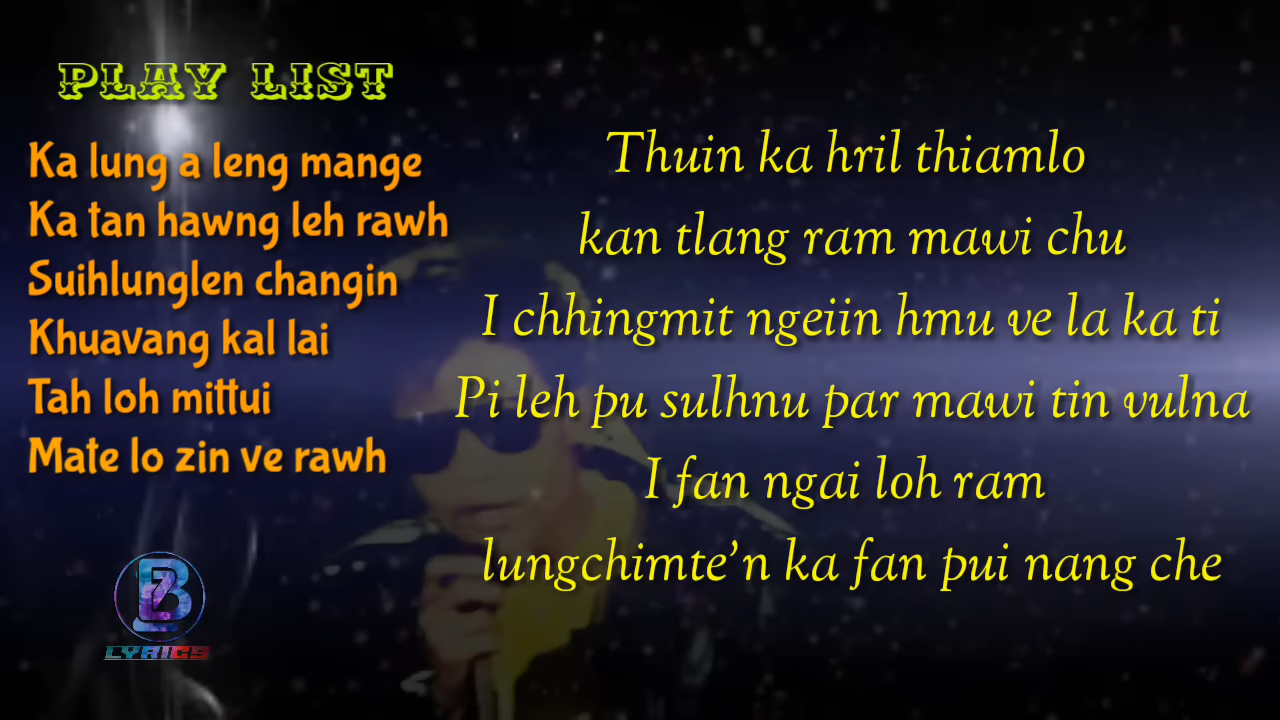 PLAY LIST
Ka lung a leng mange
Ka tan hawng leh rawh
Suihlunglen changin
Khuavang kal lai
Tah loh mittui
Mate lo zin ve rawh
Thuin ka hril thiamlo
kan tlang ram mawi chu
I chhingmit ngeiin hmu ve la ka ti
Pi leh pu sulhnu par mawi tin vulna
I fan ngai loh ram
lungchimte’n ka fan pui nang che
BZ
LYRICS